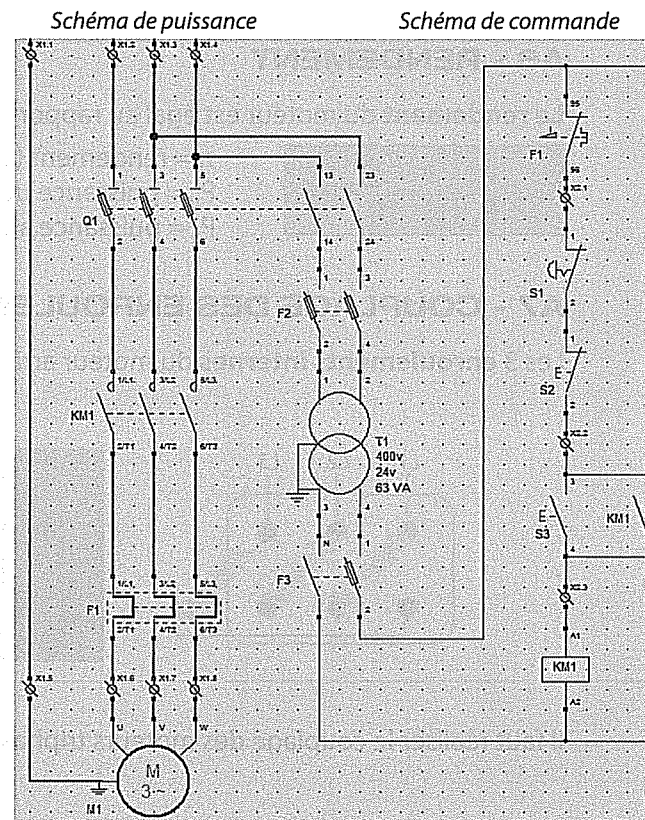 Schéma de puissance Schéma de commande
X1.1 X1.2 X1.3 X1.4
95
F1
96
X2.1
1 3 5 13 23
Q1
2 4 6 14 24
1
S1
2
1 3
F2
2 4
1
E
S2
2
1 2
X2.2
1/L1 3/L2 5/L3
KM1
2/T1 4/T2 6/T3
T1
400v
24v
63 VA
3 4
N 1
3
E
S3
KM1
4
F3
2
X2.3
1/L1 3/L2 5/L3
F1
2/T1 4/T2 6/T3
A1
KM1
A2
X1.5 X1.6 X1.7 X1.8
U V W
M
3~
M1